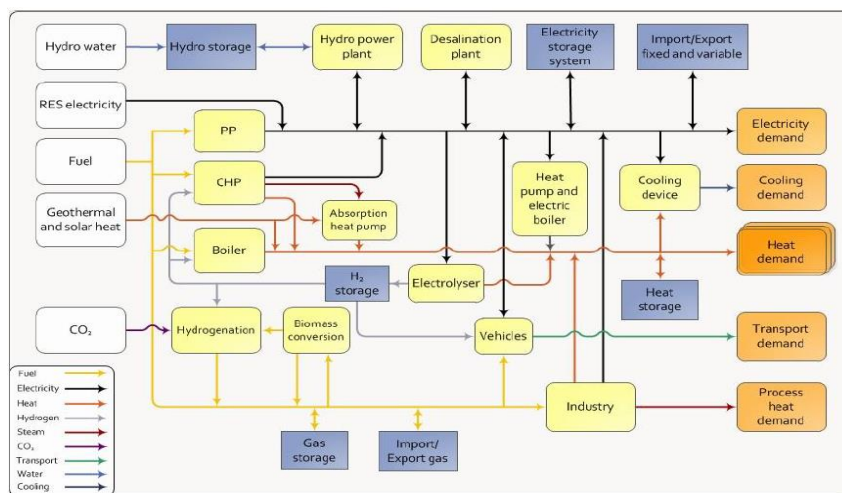 Hydro water
Hydro storage
Hydro power
plant
Desalination
plant
Electricity
storage
system
Import/Export
fixed and variable
RES electricity
PP
Electricity
demand
Fuel
CHP
Heat
pump and
electric
boiler
Cooling
device
Cooling
demand
Geothermal
and solar heat
Absorption
heat pump
Boiler
Heat
demand
H₂
storage
Electrolyser
Heat
storage
CO₂
Hydrogenation
Biomass
conversion
Vehicles
Transport
demand
Industry
Process
heat
demand
Gas
storage
Import/
Export gas
Fuel
Electricity
Heat
Hydrogen
Steam
CO₂
Transport
Water
Cooling